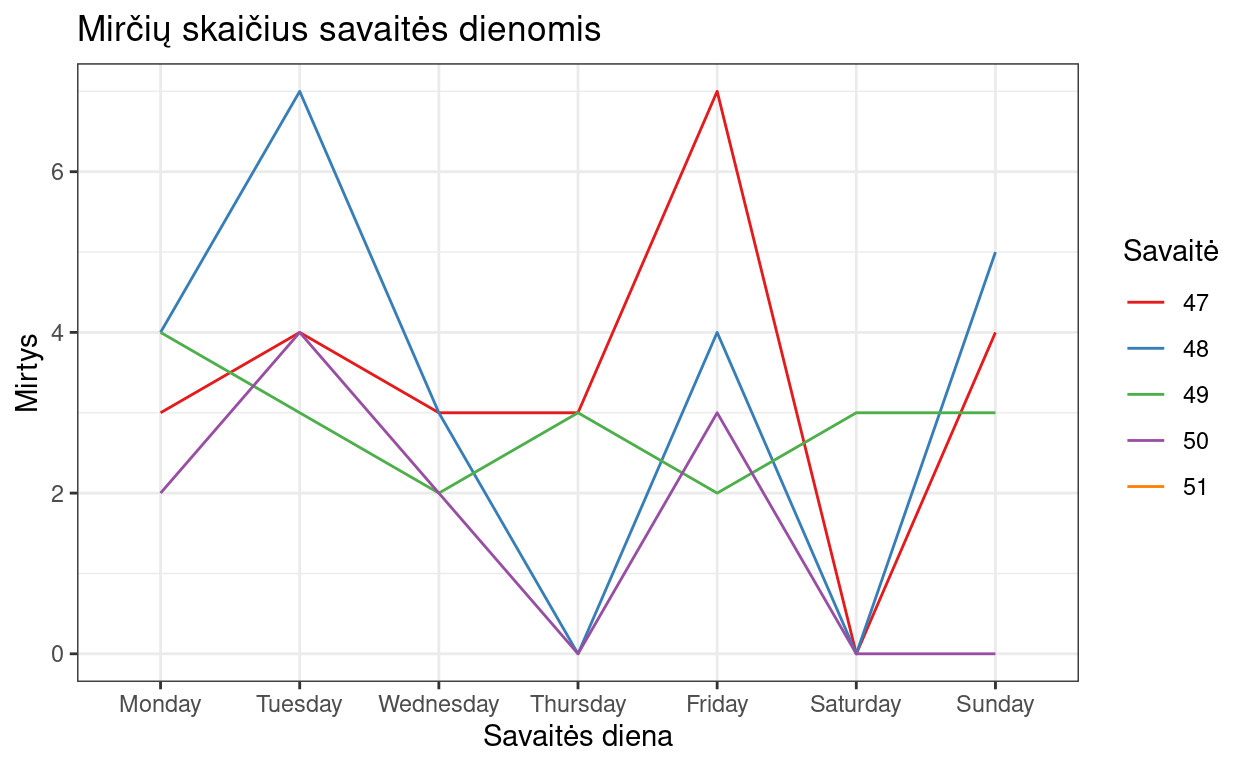 Mirčių skaičius savaitės dienomis
Mirtys
6
4
2
0
Monday Tuesday Wednesday Thursday Friday Saturday Sunday
Savaitės diena
Savaitė
47
48
49
50
51